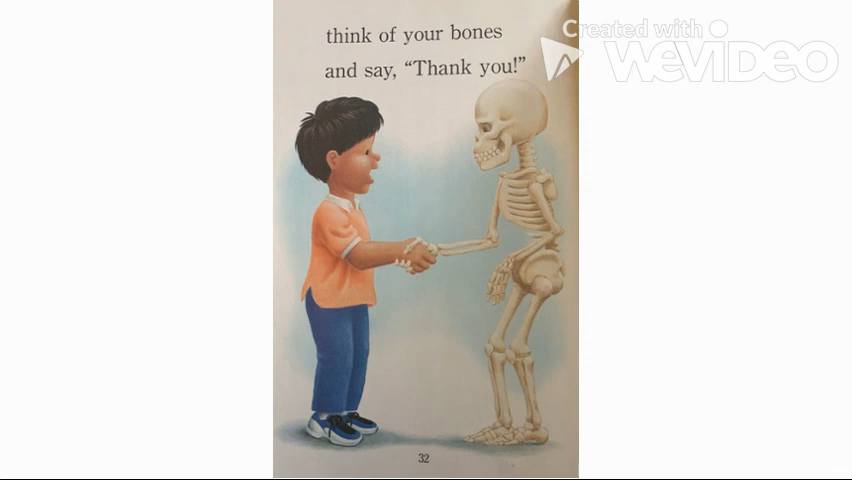 think of your bones
and say, “Thank you!”
Created with
WEVIDEO
32